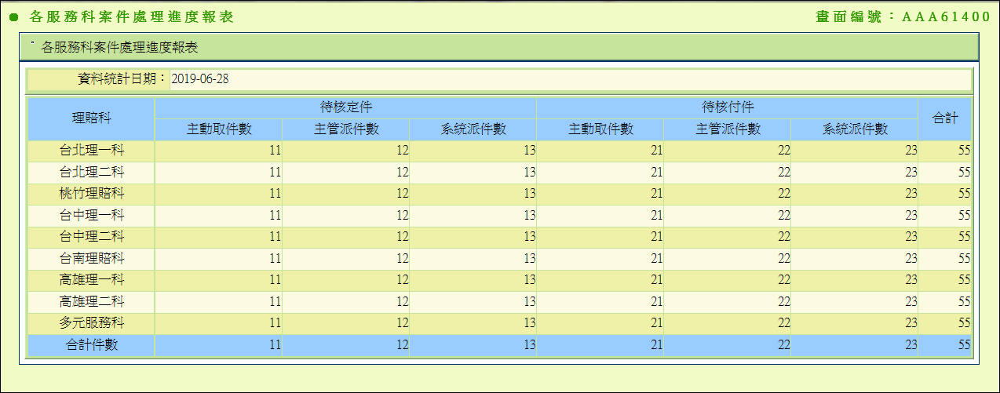 各服務科案件處理進度報表 畫面編號：AAA61400
各服務科案件處理進度報表
資料統計日期： 2019-06-28
理賠科 待核定件 待核付件 合計
主動取件數 主管派件數 系統派件數 主動取件數 主管派件數 系統派件數
台北理一科 11 12 13 21 22 23 55
台北理二科 11 12 13 21 22 23 55
桃竹理賠科 11 12 13 21 22 23 55
台中理一科 11 12 13 21 22 23 55
台中理二科 11 12 13 21 22 23 55
台南理賠科 11 12 13 21 22 23 55
高雄理一科 11 12 13 21 22 23 55
高雄理二科 11 12 13 21 22 23 55
多元服務科 11 12 13 21 22 23 55
合計件數 11 12 13 21 22 23 55